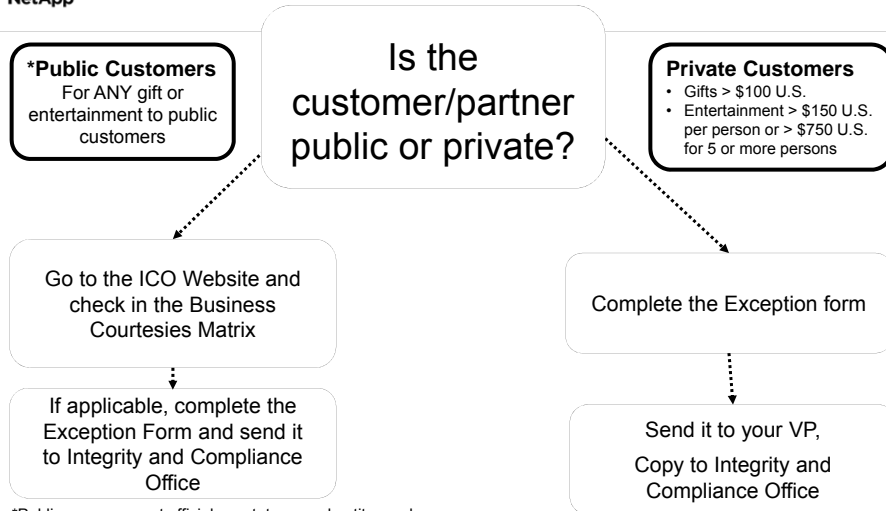 NetApp
*Public Customers
For ANY gift or
entertainment to public
customers
Is the
customer/partner
public or private?
Private Customers
• Gifts > $100 U.S.
• Entertainment > $150 U.S.
per person or > $750 U.S.
for 5 or more persons
Go to the ICO Website and
check in the Business
Courtesies Matrix
Complete the Exception form
If applicable, complete the
Exception Form and send it
to Integrity and Compliance
Office
Send it to your VP,
Copy to Integrity and
Compliance Office